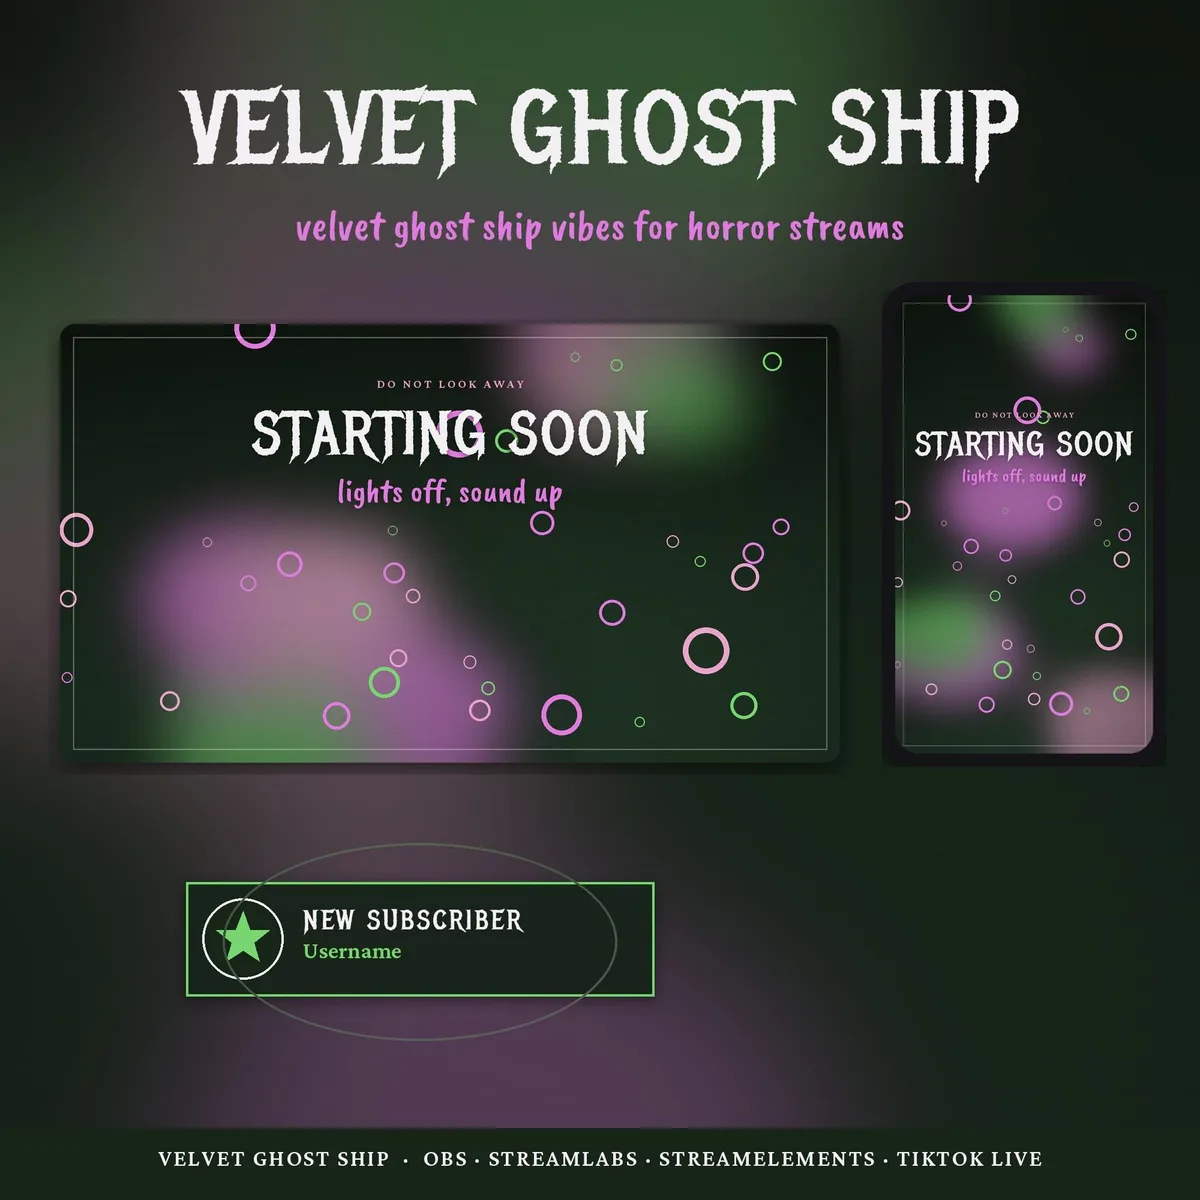 VELVET GHOST SHIP
velvet ghost ship vibes for horror streams
DO NOT LOOK AWAY
STARTING SOON
lights off, sound up
DO NOT LOOK AWAY
STARTING SOON
lights off, sound up
NEW SUBSCRIBER
Username
VELVET GHOST SHIP · OBS · STREAMLABS · STREAMELEMENTS · TIKTOK LIVE